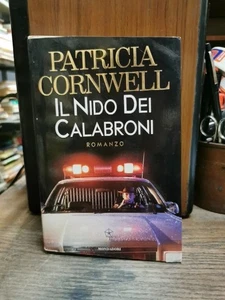 PATRICIA
CORNWELL
IL NIDO DEI
CALABRONI
ROMANZO